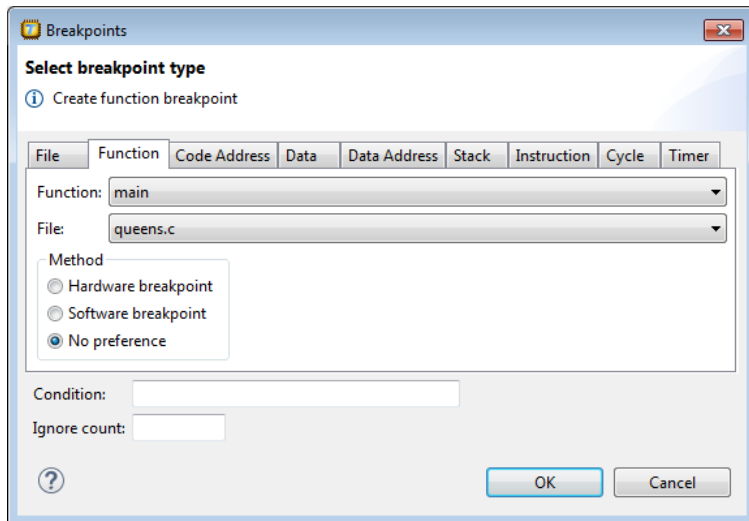 7 Breakpoints
Select breakpoint type
i Create function breakpoint
File Function Code Address Data Data Address Stack Instruction Cycle Timer
Function: main
File: queens.c
Method
Hardware breakpoint
Software breakpoint
No preference
Condition:
Ignore count:
? OK Cancel